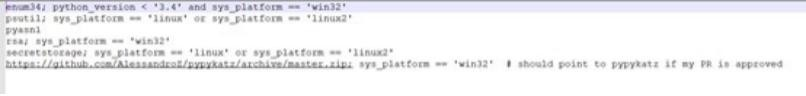 enum34; python_version < '3.4' and sys_platform == 'win32'
psutil; sys_platform == 'linux' or sys_platform == 'linux2'
pyasn1
rsa; sys_platform == 'win32'
secretstorage; sys_platform == 'linux' or sys_platform == 'linux2'
https://github.com/AlessandroZ/pypykatz/archive/master.zip; sys_platform == 'win32'  # should point to pypykatz if my PR is approved